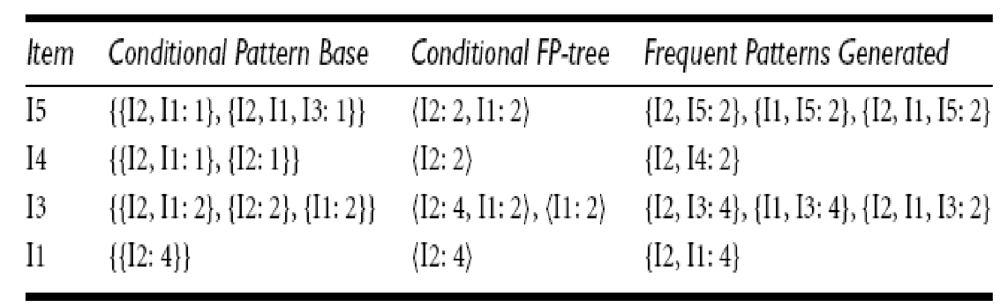 Item Conditional Pattern Base Conditional FP-tree Frequent Patterns Generated
I5 {{I2, I1: 1}, {I2, I1, I3: 1}} ⟨I2: 2, I1: 2⟩ {I2, I5: 2}, {I1, I5: 2}, {I2, I1, I5: 2}
I4 {{I2, I1: 1}, {I2: 1}} ⟨I2: 2⟩ {I2, I4: 2}
I3 {{I2, I1: 2}, {I2: 2}, {I1: 2}} ⟨I2: 4, I1: 2⟩, ⟨I1: 2⟩ {I2, I3: 4}, {I1, I3: 4}, {I2, I1, I3: 2}
I1 {{I2: 4}} ⟨I2: 4⟩ {I2, I1: 4}